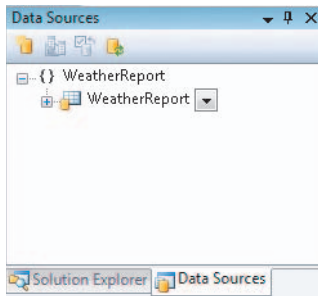 Data Sources
{} WeatherReport
WeatherReport
Solution Explorer Data Sources